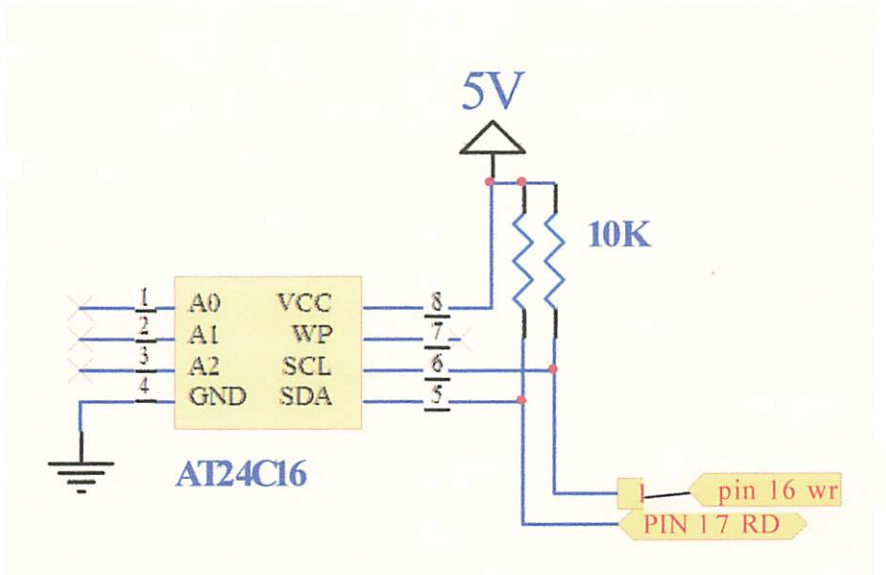 5V
10K
1 A0 VCC 8
2 A1 WP 7
3 A2 SCL 6
4 GND SDA 5
AT24C16
1 pin 16 wr
PIN 17 RD